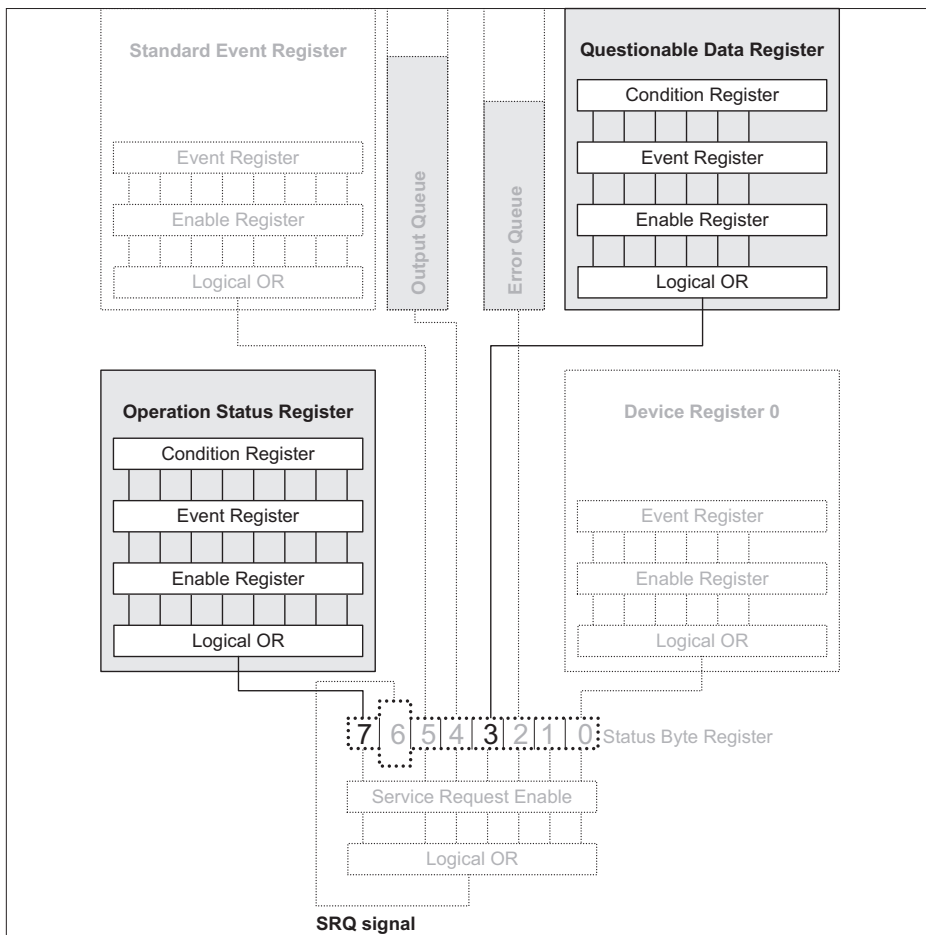 Standard Event Register
Event Register
Enable Register
Logical OR
Output Queue
Error Queue
Questionable Data Register
Condition Register
Event Register
Enable Register
Logical OR
Operation Status Register
Condition Register
Event Register
Enable Register
Logical OR
Device Register 0
Event Register
Enable Register
Logical OR
7 6 5 4 3 2 1 0 Status Byte Register
Service Request Enable
Logical OR
SRQ signal